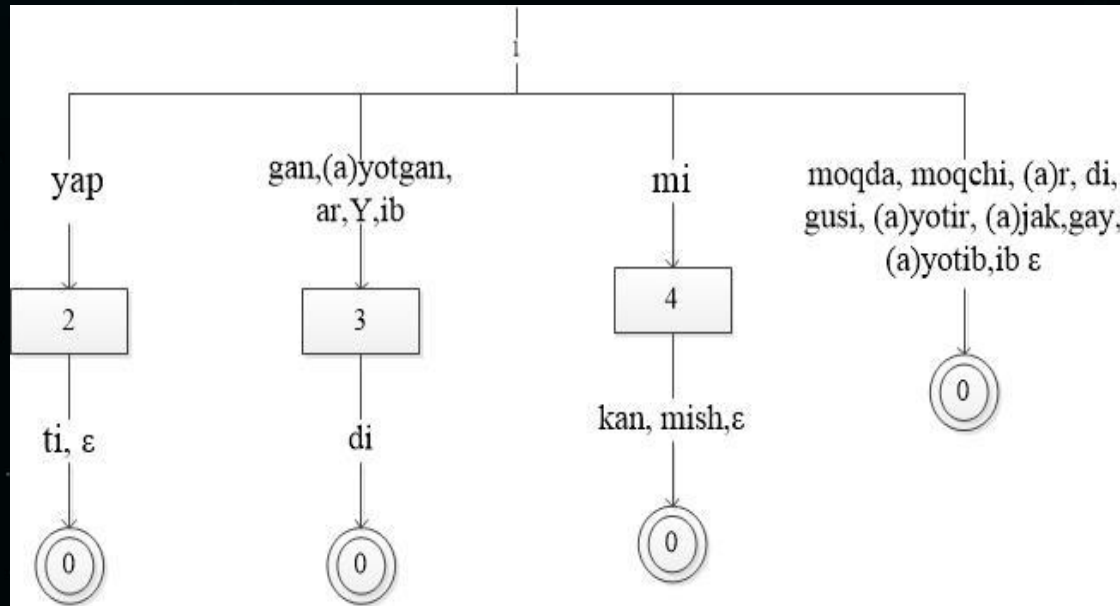 1
yap
gan,(a)yotgan,
ar,Y,ib
mi
moqda, moqchi, (a)r, di,
gusi, (a)yotir, (a)jak,gay,
(a)yotib,ib ε
2
3
4
0
ti, ε
di
kan, mish,ε
0
0
0